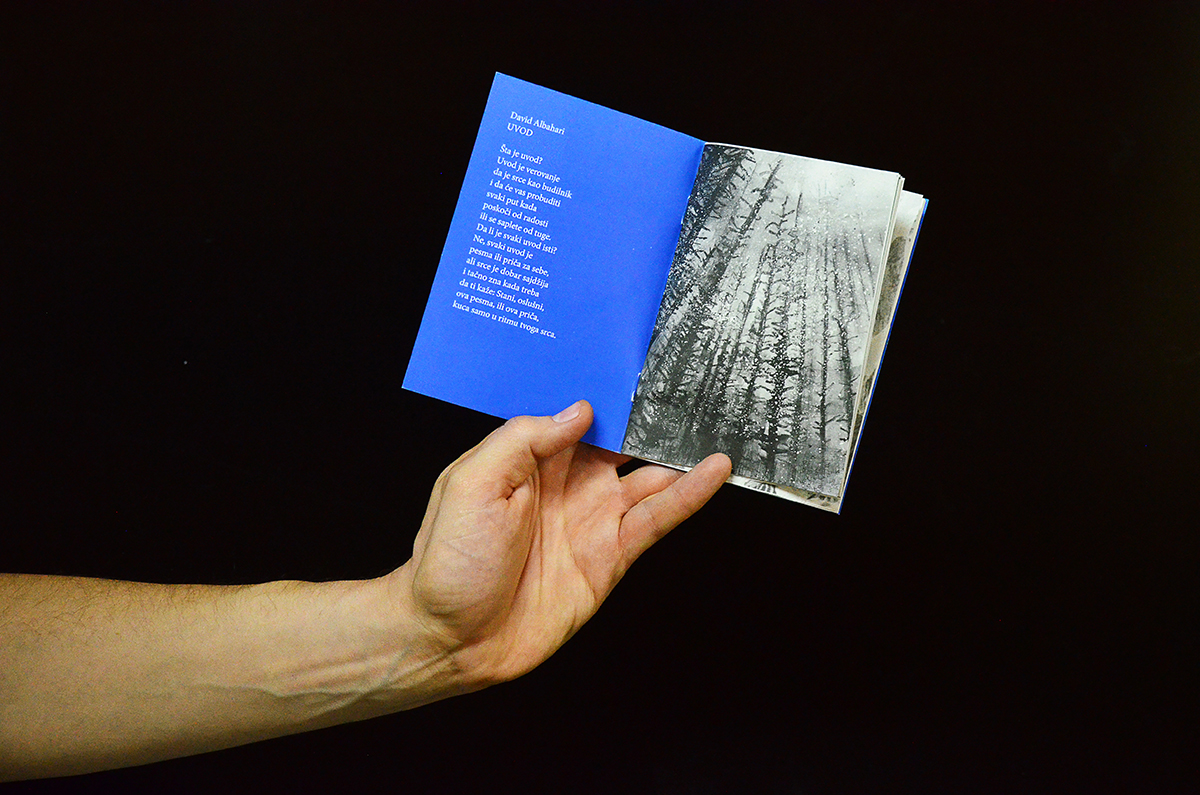 David Albahari
UVOD
Šta je uvod?
Uvod je verovanje
da je srce kao budilnik
i da će vas probuditi
svaki put kada
poskoči od radosti
ili se saplete od tuge.
Da li je svaki uvod isti?
Ne, svaki uvod je
pesma ili priča za sebe,
ali srce je dobar sajdžija
i tačno zna kada treba
da ti kaže: Stani, oslušni,
ova pesma, ili ova priča,
kuca samo u ritmu tvoga srca.